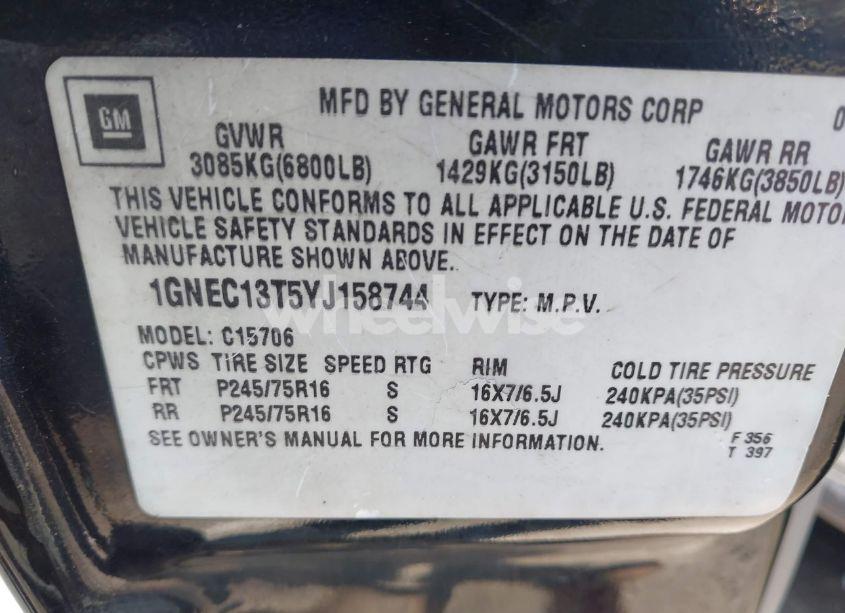 GM
MFD BY GENERAL MOTORS CORP 0
GVWR GAWR FRT GAWR RR
3085KG(6800LB) 1429KG(3150LB) 1746KG(3850LB)
THIS VEHICLE CONFORMS TO ALL APPLICABLE U.S. FEDERAL MOTOR
VEHICLE SAFETY STANDARDS IN EFFECT ON THE DATE OF
MANUFACTURE SHOWN ABOVE.
1GNEC13T5YJ158744 TYPE: M.P.V.
wheelwise
MODEL: C15706
CPWS TIRE SIZE SPEED RTG RIM COLD TIRE PRESSURE
FRT P245/75R16 S 16X7/6.5J 240KPA(35PSI)
RR P245/75R16 S 16X7/6.5J 240KPA(35PSI)
SEE OWNER'S MANUAL FOR MORE INFORMATION.
F 356
T 397